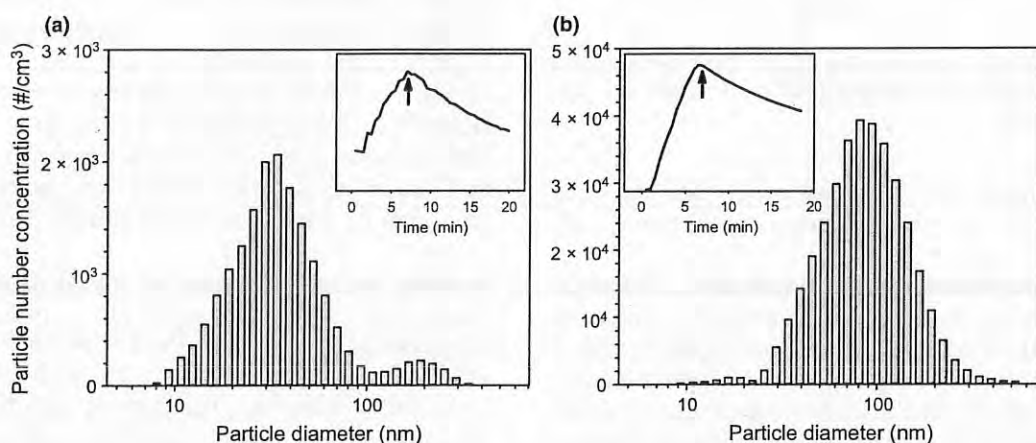 (a)
3 × 10³
2 × 10³
10³
0
Particle number concentration (#/cm³)
10
100
Particle diameter (nm)
0
5
10
15
20
Time (min)
(b)
5 × 10⁴
4 × 10⁴
3 × 10⁴
2 × 10⁴
10⁴
0
10
100
Particle diameter (nm)
0
5
10
15
20
Time (min)